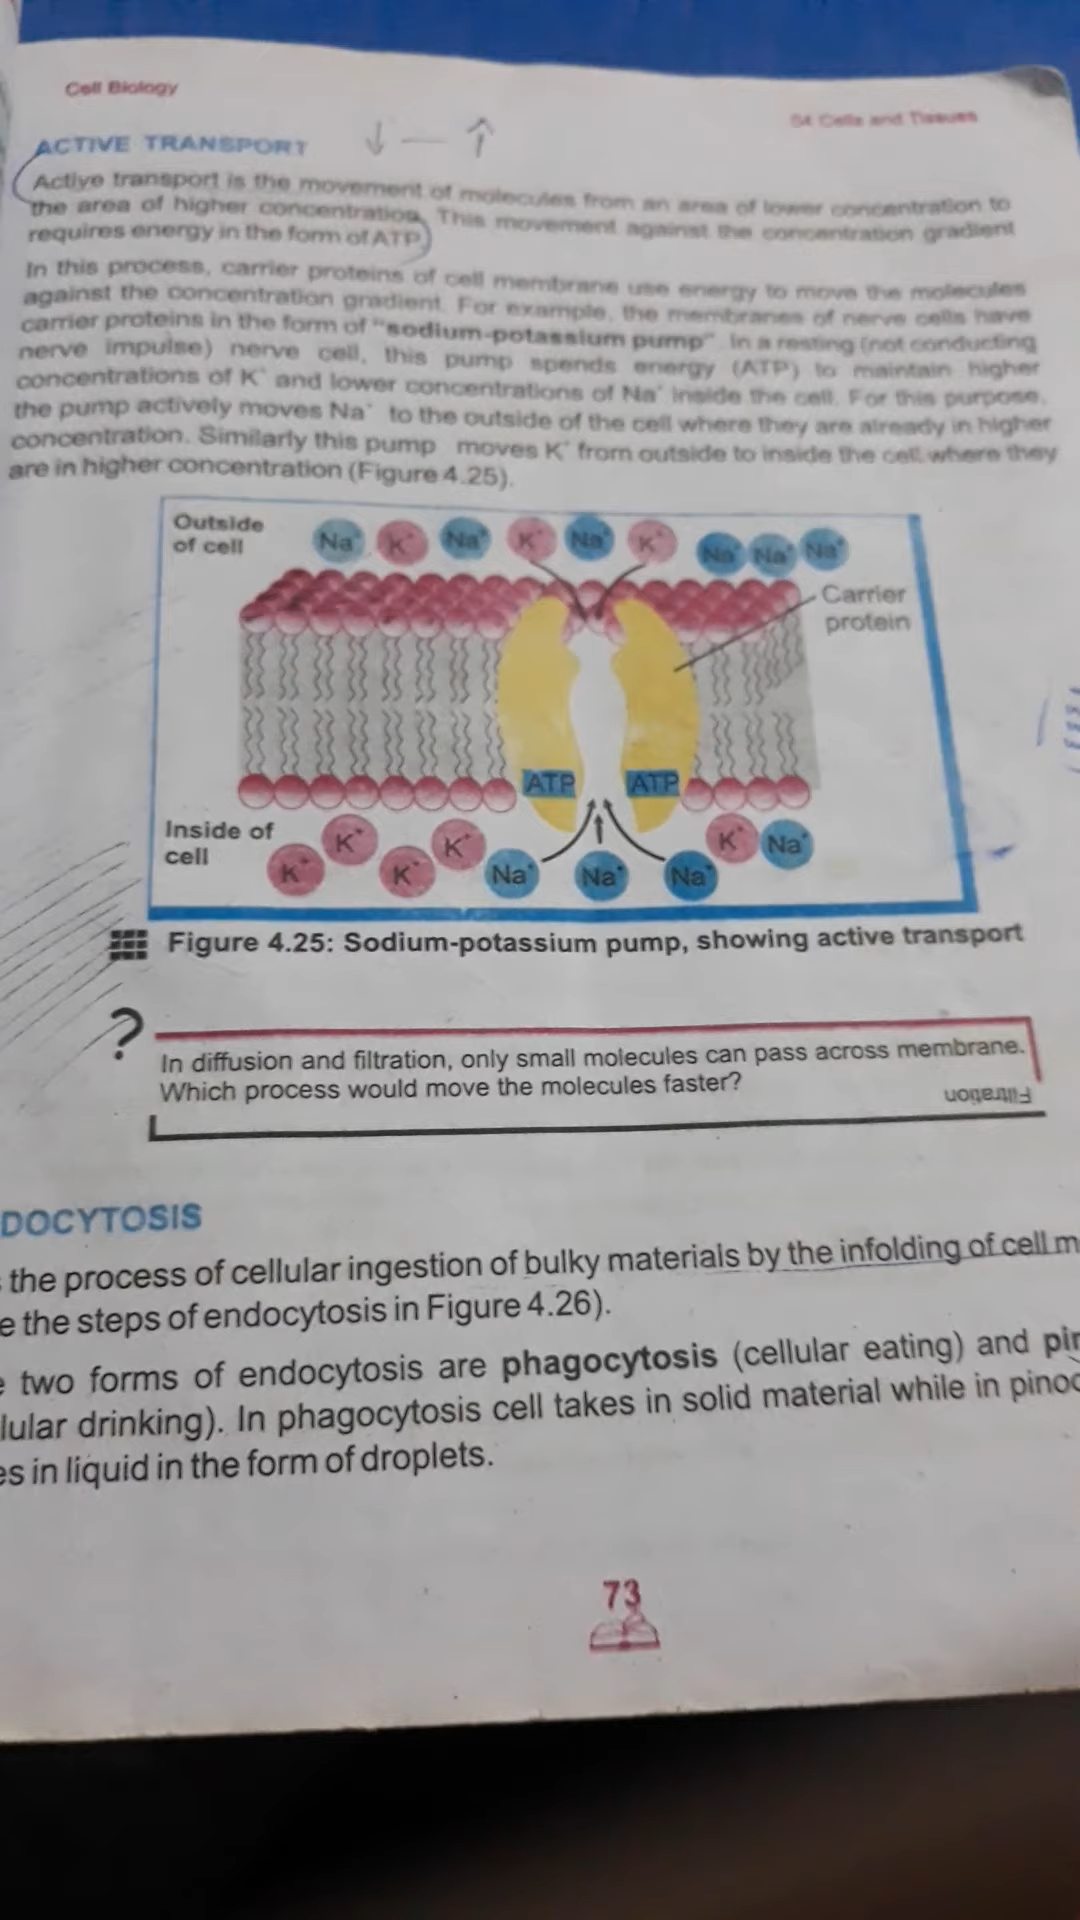 Cell Biology
04 Cells and Tissues
ACTIVE TRANSPORT ↓ — ↑
Active transport is the movement of molecules from an area of lower concentration to
the area of higher concentration. This movement against the concentration gradient
requires energy in the form of ATP.
In this process, carrier proteins of cell membrane use energy to move the molecules
against the concentration gradient. For example, the membranes of nerve cells have
carrier proteins in the form of "sodium-potassium pump". In a resting (not conducting
nerve impulse) nerve cell, this pump spends energy (ATP) to maintain higher
concentrations of K⁺ and lower concentrations of Na⁺ inside the cell. For this purpose,
the pump actively moves Na⁺ to the outside of the cell where they are already in higher
concentration. Similarly this pump moves K⁺ from outside to inside the cell where they
are in higher concentration (Figure 4.25).
Outside
of cell
Na⁺ K⁺ Na⁺ K⁺ Na⁺ K⁺ Na⁺ Na⁺ Na⁺
Carrier
protein
ATP ATP
Inside of
cell
K⁺ K⁺ K⁺ K⁺ Na⁺ Na⁺ Na⁺ K⁺ Na⁺
Figure 4.25: Sodium-potassium pump, showing active transport
?
In diffusion and filtration, only small molecules can pass across membrane.
Which process would move the molecules faster?
Filtration
DOCYTOSIS
the process of cellular ingestion of bulky materials by the infolding of cell m
e the steps of endocytosis in Figure 4.26).
e two forms of endocytosis are phagocytosis (cellular eating) and pin
lular drinking). In phagocytosis cell takes in solid material while in pinoc
es in liquid in the form of droplets.
73